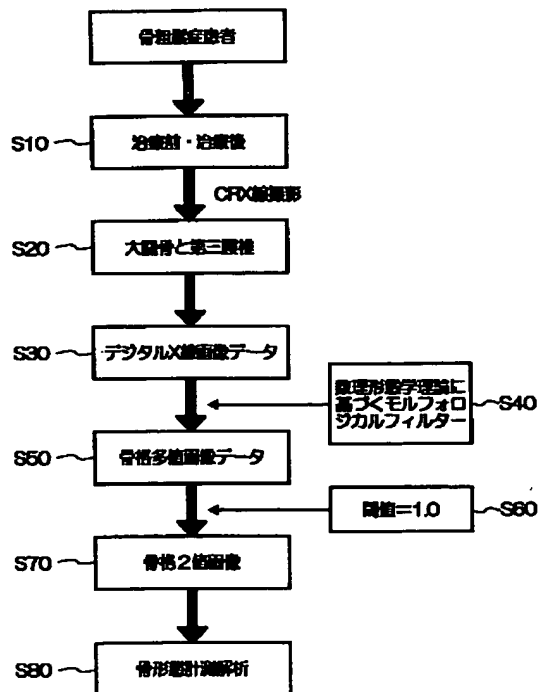 骨粗鬆症患者
S10
治療前・治療後
CRX線撮影
S20
大腿骨と第三腰椎
S30
デジタルX線画像データ
数理形態学理論に
基づくモルフォロ
ジカルフィルター
S40
S50
骨格多値画像データ
閾値=1.0
S60
S70
骨格2値画像
S80
骨形態計測解析